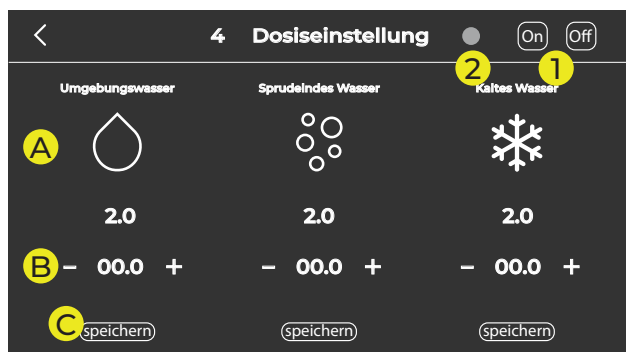 4 Dosiseinstellung On Off
2 1
Umgebungswasser Sprudelndes Wasser Kaltes Wasser
A
2.0 2.0 2.0
B – 00.0 + – 00.0 + – 00.0 +
C speichern speichern speichern